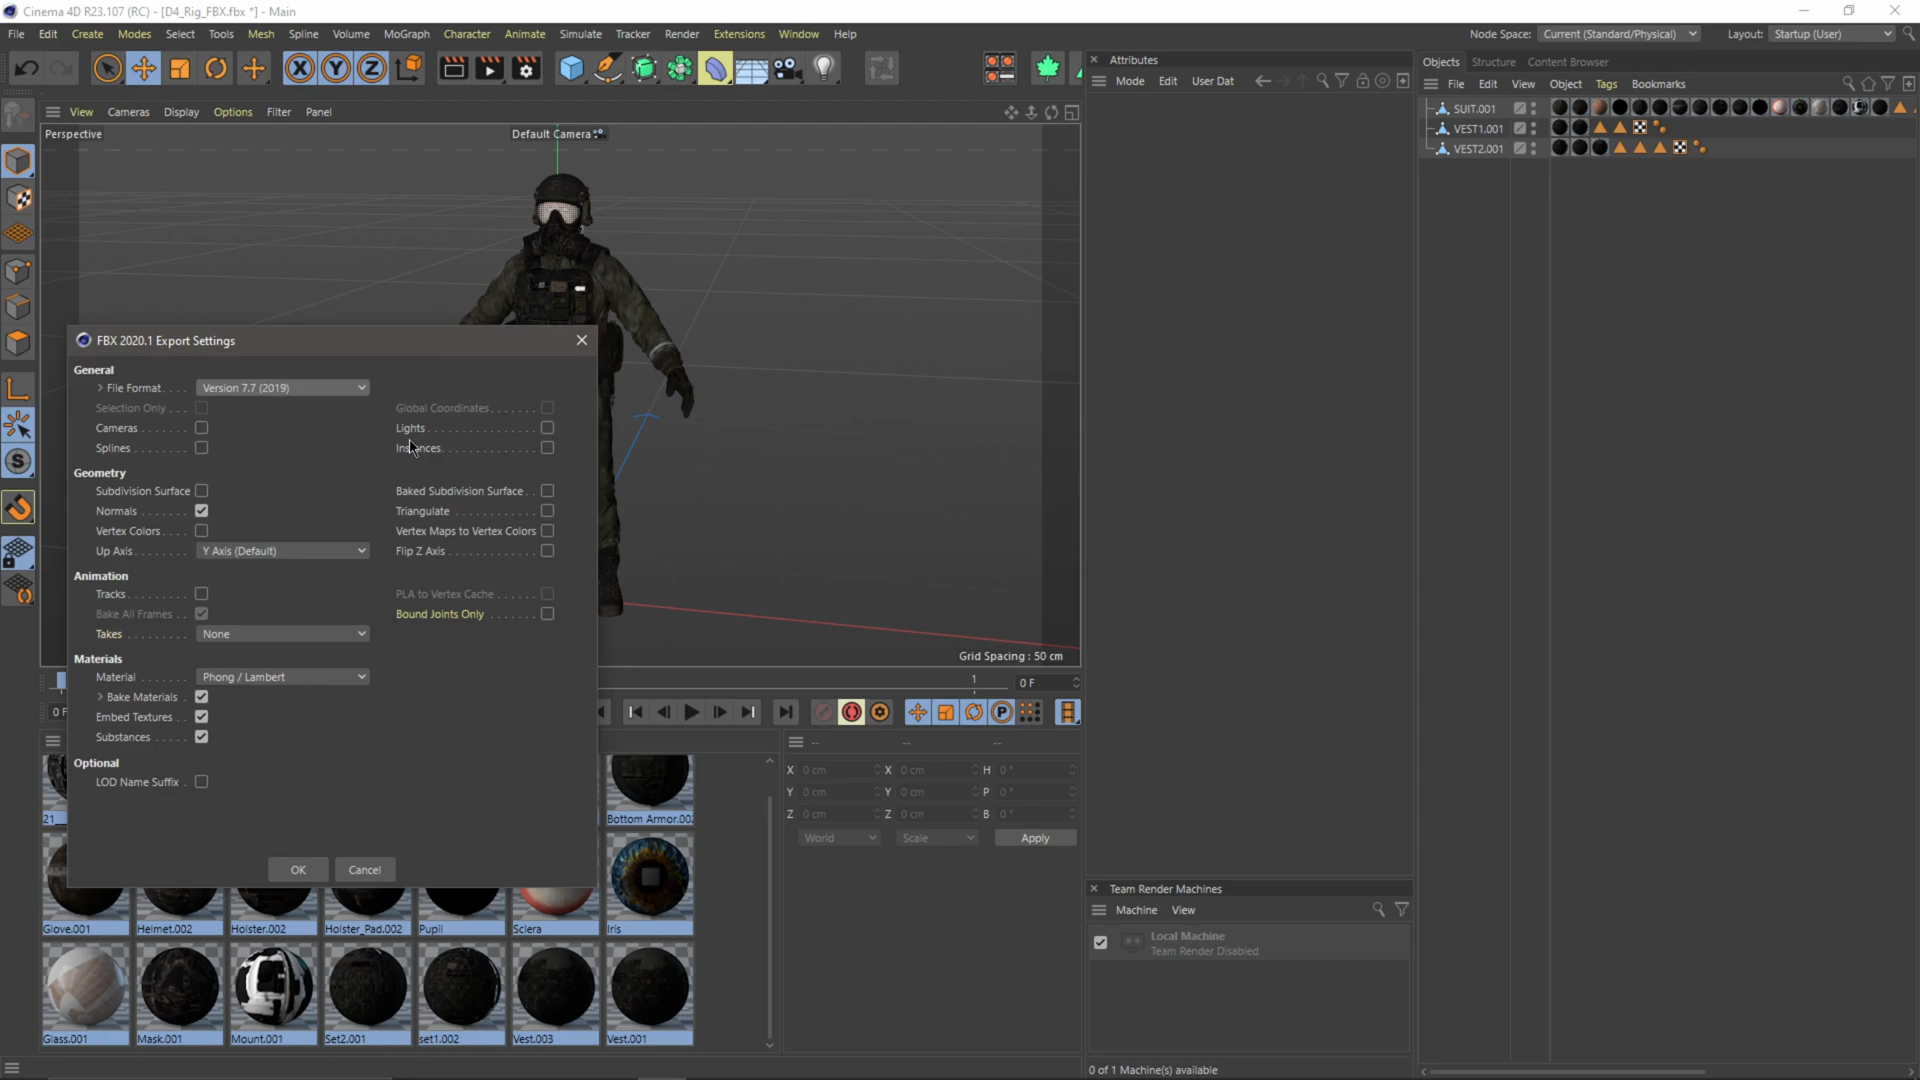 Cinema 4D R23.107 (RC) - [D4_Rig_FBX.fbx *] - Main
File Edit Create Modes Select Tools Mesh Spline Volume MoGraph Character Animate Simulate Tracker Render Extensions Window Help
Node Space: Current (Standard/Physical) Layout: Startup (User)
X Y Z
Attributes
Mode Edit User Dat
Objects Structure Content Browser
File Edit View Object Tags Bookmarks
SUIT.001
VEST1.001
VEST2.001
View Cameras Display Options Filter Panel
Perspective
Default Camera
FBX 2020.1 Export Settings
General
File Format . . . . Version 7.7 (2019)
Selection Only . . . Global Coordinates . . . . . . .
Cameras . . . . . . . Lights . . . . . . . . . . . . .
Splines . . . . . . . . Instances. . . . . . . . . . . .
Geometry
Subdivision Surface Baked Subdivision Surface . .
Normals . . . . . . . Triangulate . . . . . . . . . .
Vertex Colors . . . . Vertex Maps to Vertex Colors
Up Axis . . . . . . . . Y Axis (Default) Flip Z Axis . . . . . . . . . . .
Animation
Tracks . . . . . . . . . PLA to Vertex Cache . . . . . .
Bake All Frames . . Bound Joints Only . . . . . . .
Takes . . . . . . . . . None
Materials
Material . . . . . . . Phong / Lambert
Bake Materials .
Embed Textures . .
Substances . . . . .
Optional
LOD Name Suffix .
OK Cancel
Grid Spacing : 50 cm
1
0 F
P
-- -- --
X 0 cm X 0 cm H 0 °
Y 0 cm Y 0 cm P 0 °
Z 0 cm Z 0 cm B 0 °
World Scale Apply
21_
Bottom Armor.002
Glove.001 Helmet.002 Holster.002 Holster_Pad.002 Pupil Sclera Iris
Glass.001 Mask.001 Mount.001 Set2.001 set1.002 Vest.003 Vest.001
Team Render Machines
Machine View
Local Machine
Team Render Disabled
0 of 1 Machine(s) available